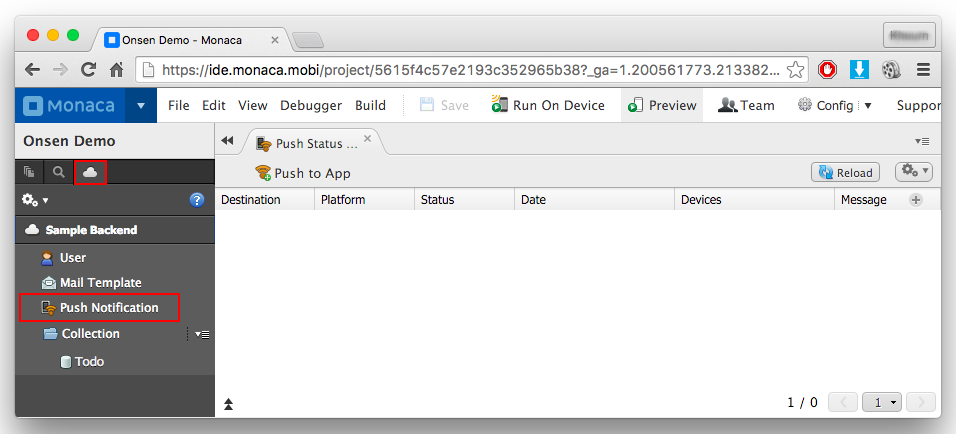 Onsen Demo - Monaca
https://ide.monaca.mobi/project/5615f4c57e2193c352965b38?_ga=1.200561773.213382...
Monaca File Edit View Debugger Build Save Run On Device Preview Team Config Suppor
Onsen Demo
Push Status ...
Push to App Reload
Destination Platform Status Date Devices Message
Sample Backend
User
Mail Template
Push Notification
Collection
Todo
1 / 0 1